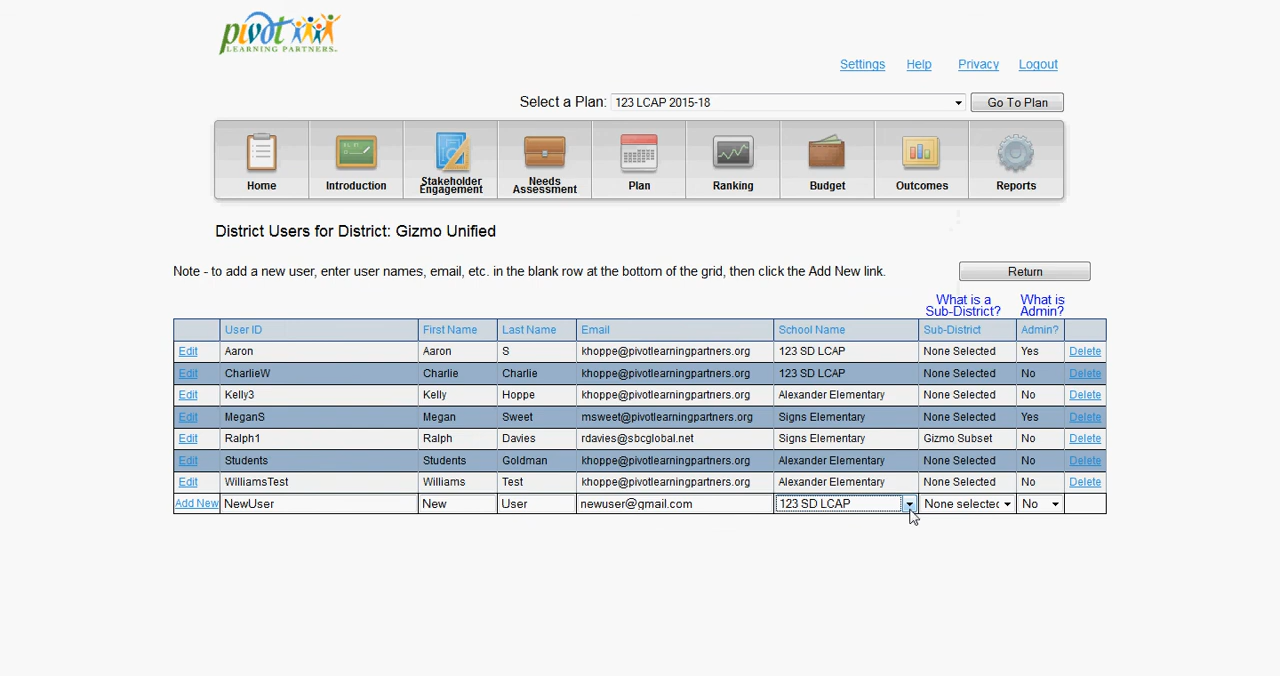 pivot
LEARNING PARTNERS
Settings Help Privacy Logout
Select a Plan: 123 LCAP 2015-18 Go To Plan
Home Introduction Stakeholder Engagement Needs Assessment Plan Ranking Budget Outcomes Reports
District Users for District: Gizmo Unified
Note - to add a new user, enter user names, email, etc. in the blank row at the bottom of the grid, then click the Add New link. Return
What is a Sub-District? What is Admin?
User ID First Name Last Name Email School Name Sub-District Admin?
Edit Aaron Aaron S khoppe@pivotlearningpartners.org 123 SD LCAP None Selected Yes Delete
Edit CharlieW Charlie Charlie khoppe@pivotlearningpartners.org 123 SD LCAP None Selected No Delete
Edit Kelly3 Kelly Hoppe khoppe@pivotlearningpartners.org Alexander Elementary None Selected No Delete
Edit MeganS Megan Sweet msweet@pivotlearningpartners.org Signs Elementary None Selected Yes Delete
Edit Ralph1 Ralph Davies rdavies@sbcglobal.net Signs Elementary Gizmo Subset No Delete
Edit Students Students Goldman khoppe@pivotlearningpartners.org Alexander Elementary None Selected No Delete
Edit WilliamsTest Williams Test khoppe@pivotlearningpartners.org Alexander Elementary None Selected No Delete
Add New NewUser New User newuser@gmail.com 123 SD LCAP None selected No